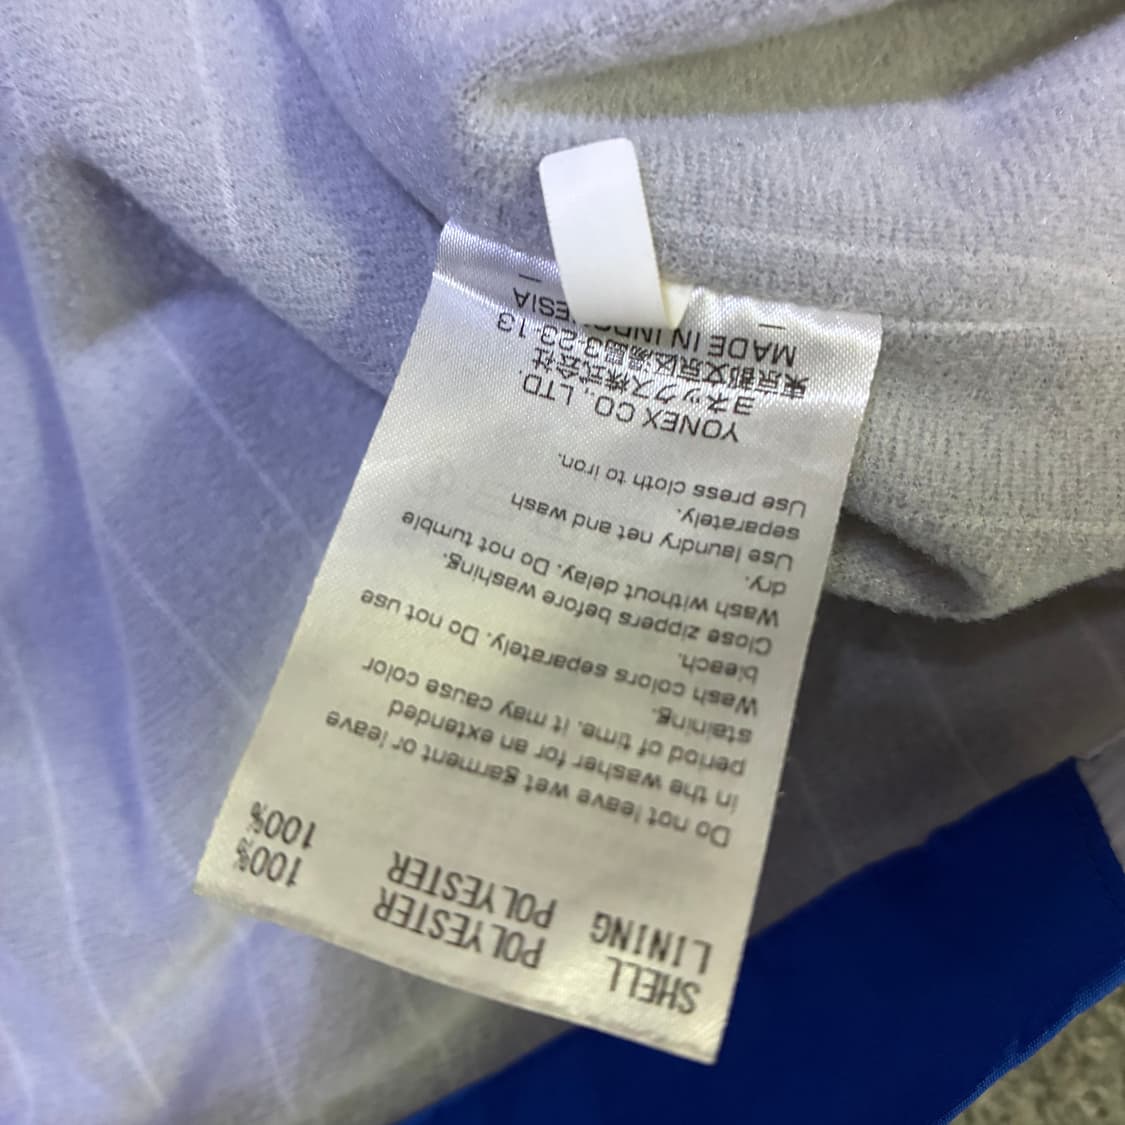 SHELL POLYESTER 100%
LINING POLYESTER 100%
Do not leave wet garment or leave
in the washer for an extended
period of time, it may cause color
staining.
Wash colors separately. Do not use
bleach.
Close zippers before washing.
Wash without delay. Do not tumble
dry.
Use laundry net and wash
separately.
Use press cloth to iron.
YONEX CO., LTD.
ヨネックス株式会社
東京都文京区湯島3-23-13
MADE IN INDONESIA